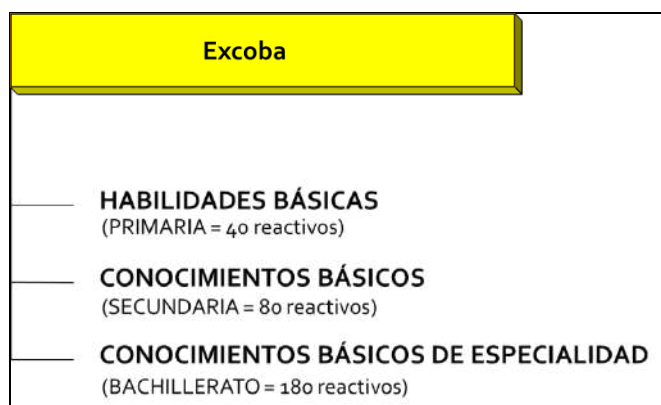 Excoba
HABILIDADES BÁSICAS
(PRIMARIA = 40 reactivos)
CONOCIMIENTOS BÁSICOS
(SECUNDARIA = 80 reactivos)
CONOCIMIENTOS BÁSICOS DE ESPECIALIDAD
(BACHILLERATO = 180 reactivos)